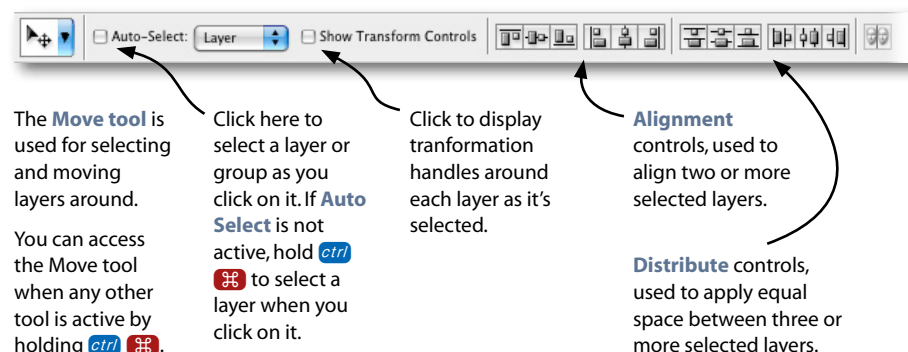 Auto-Select: Layer Show Transform Controls
The Move tool is
used for selecting
and moving
layers around.
You can access
the Move tool
when any other
tool is active by
holding ctrl ⌘.
Click here to
select a layer or
group as you
click on it. If Auto
Select is not
active, hold ctrl
⌘ to select a
layer when you
click on it.
Click to display
tranformation
handles around
each layer as it's
selected.
Alignment
controls, used to
align two or more
selected layers.
Distribute controls,
used to apply equal
space between three or
more selected layers.